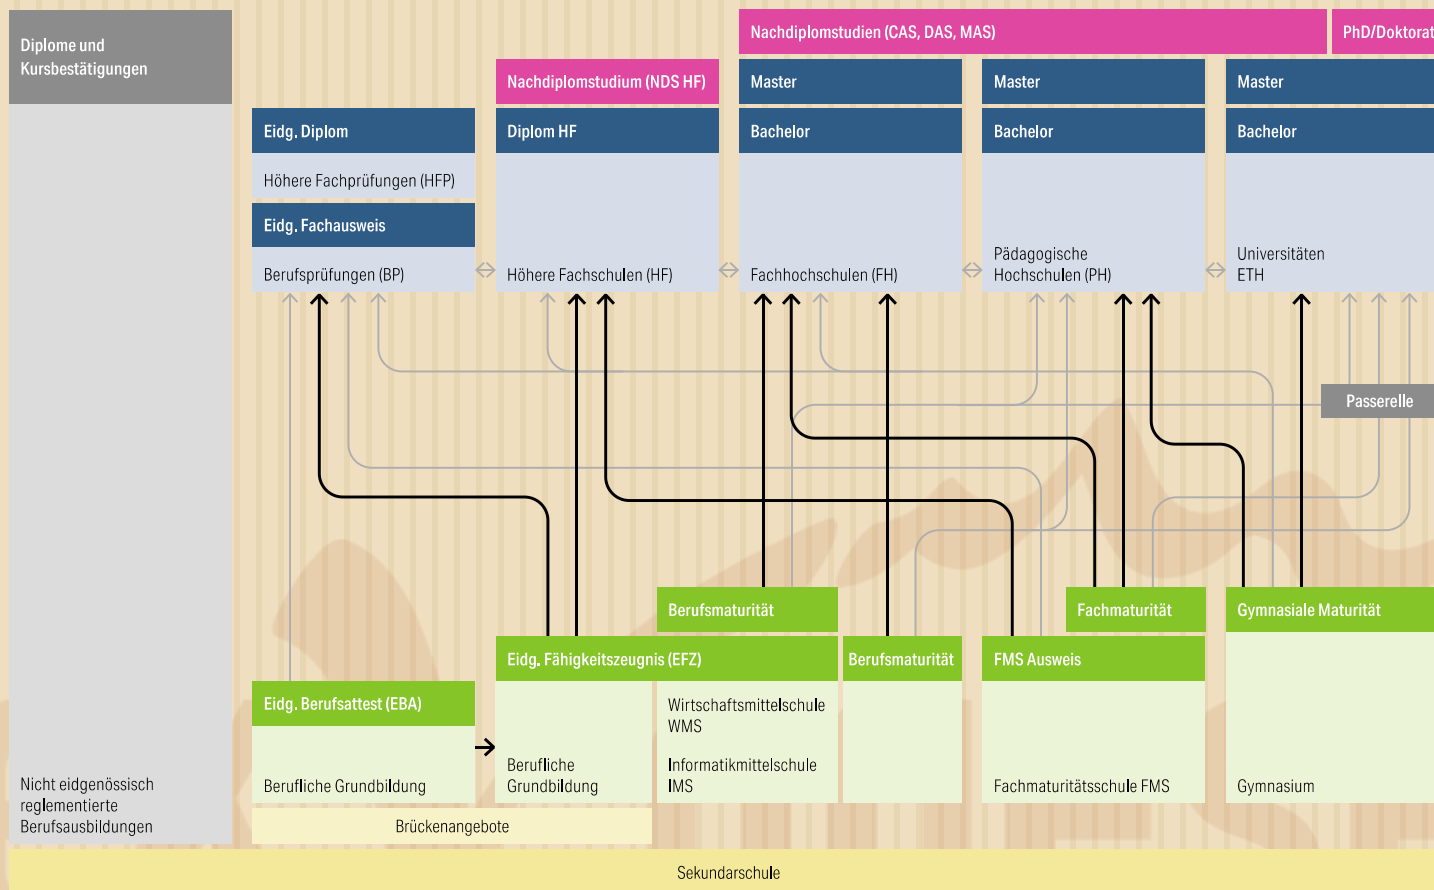 Diplome und
Kursbestätigungen
Nachdiplomstudien (CAS, DAS, MAS)
PhD/Doktorat
Nachdiplomstudium (NDS HF)
Master
Master
Master
Eidg. Diplom
Diplom HF
Bachelor
Bachelor
Bachelor
Höhere Fachprüfungen (HFP)
Eidg. Fachausweis
Berufsprüfungen (BP)
Höhere Fachschulen (HF)
Fachhochschulen (FH)
Pädagogische
Hochschulen (PH)
Universitäten
ETH
Passerelle
Berufsmaturität
Fachmaturität
Gymnasiale Maturität
Eidg. Fähigkeitszeugnis (EFZ)
Berufsmaturität
FMS Ausweis
Eidg. Berufsattest (EBA)
Wirtschaftsmittelschule
WMS
Berufliche Grundbildung
Berufliche
Grundbildung
Informatikmittelschule
IMS
Fachmaturitätsschule FMS
Gymnasium
Nicht eidgenössisch
reglementierte
Berufsausbildungen
Brückenangebote
Sekundarschule